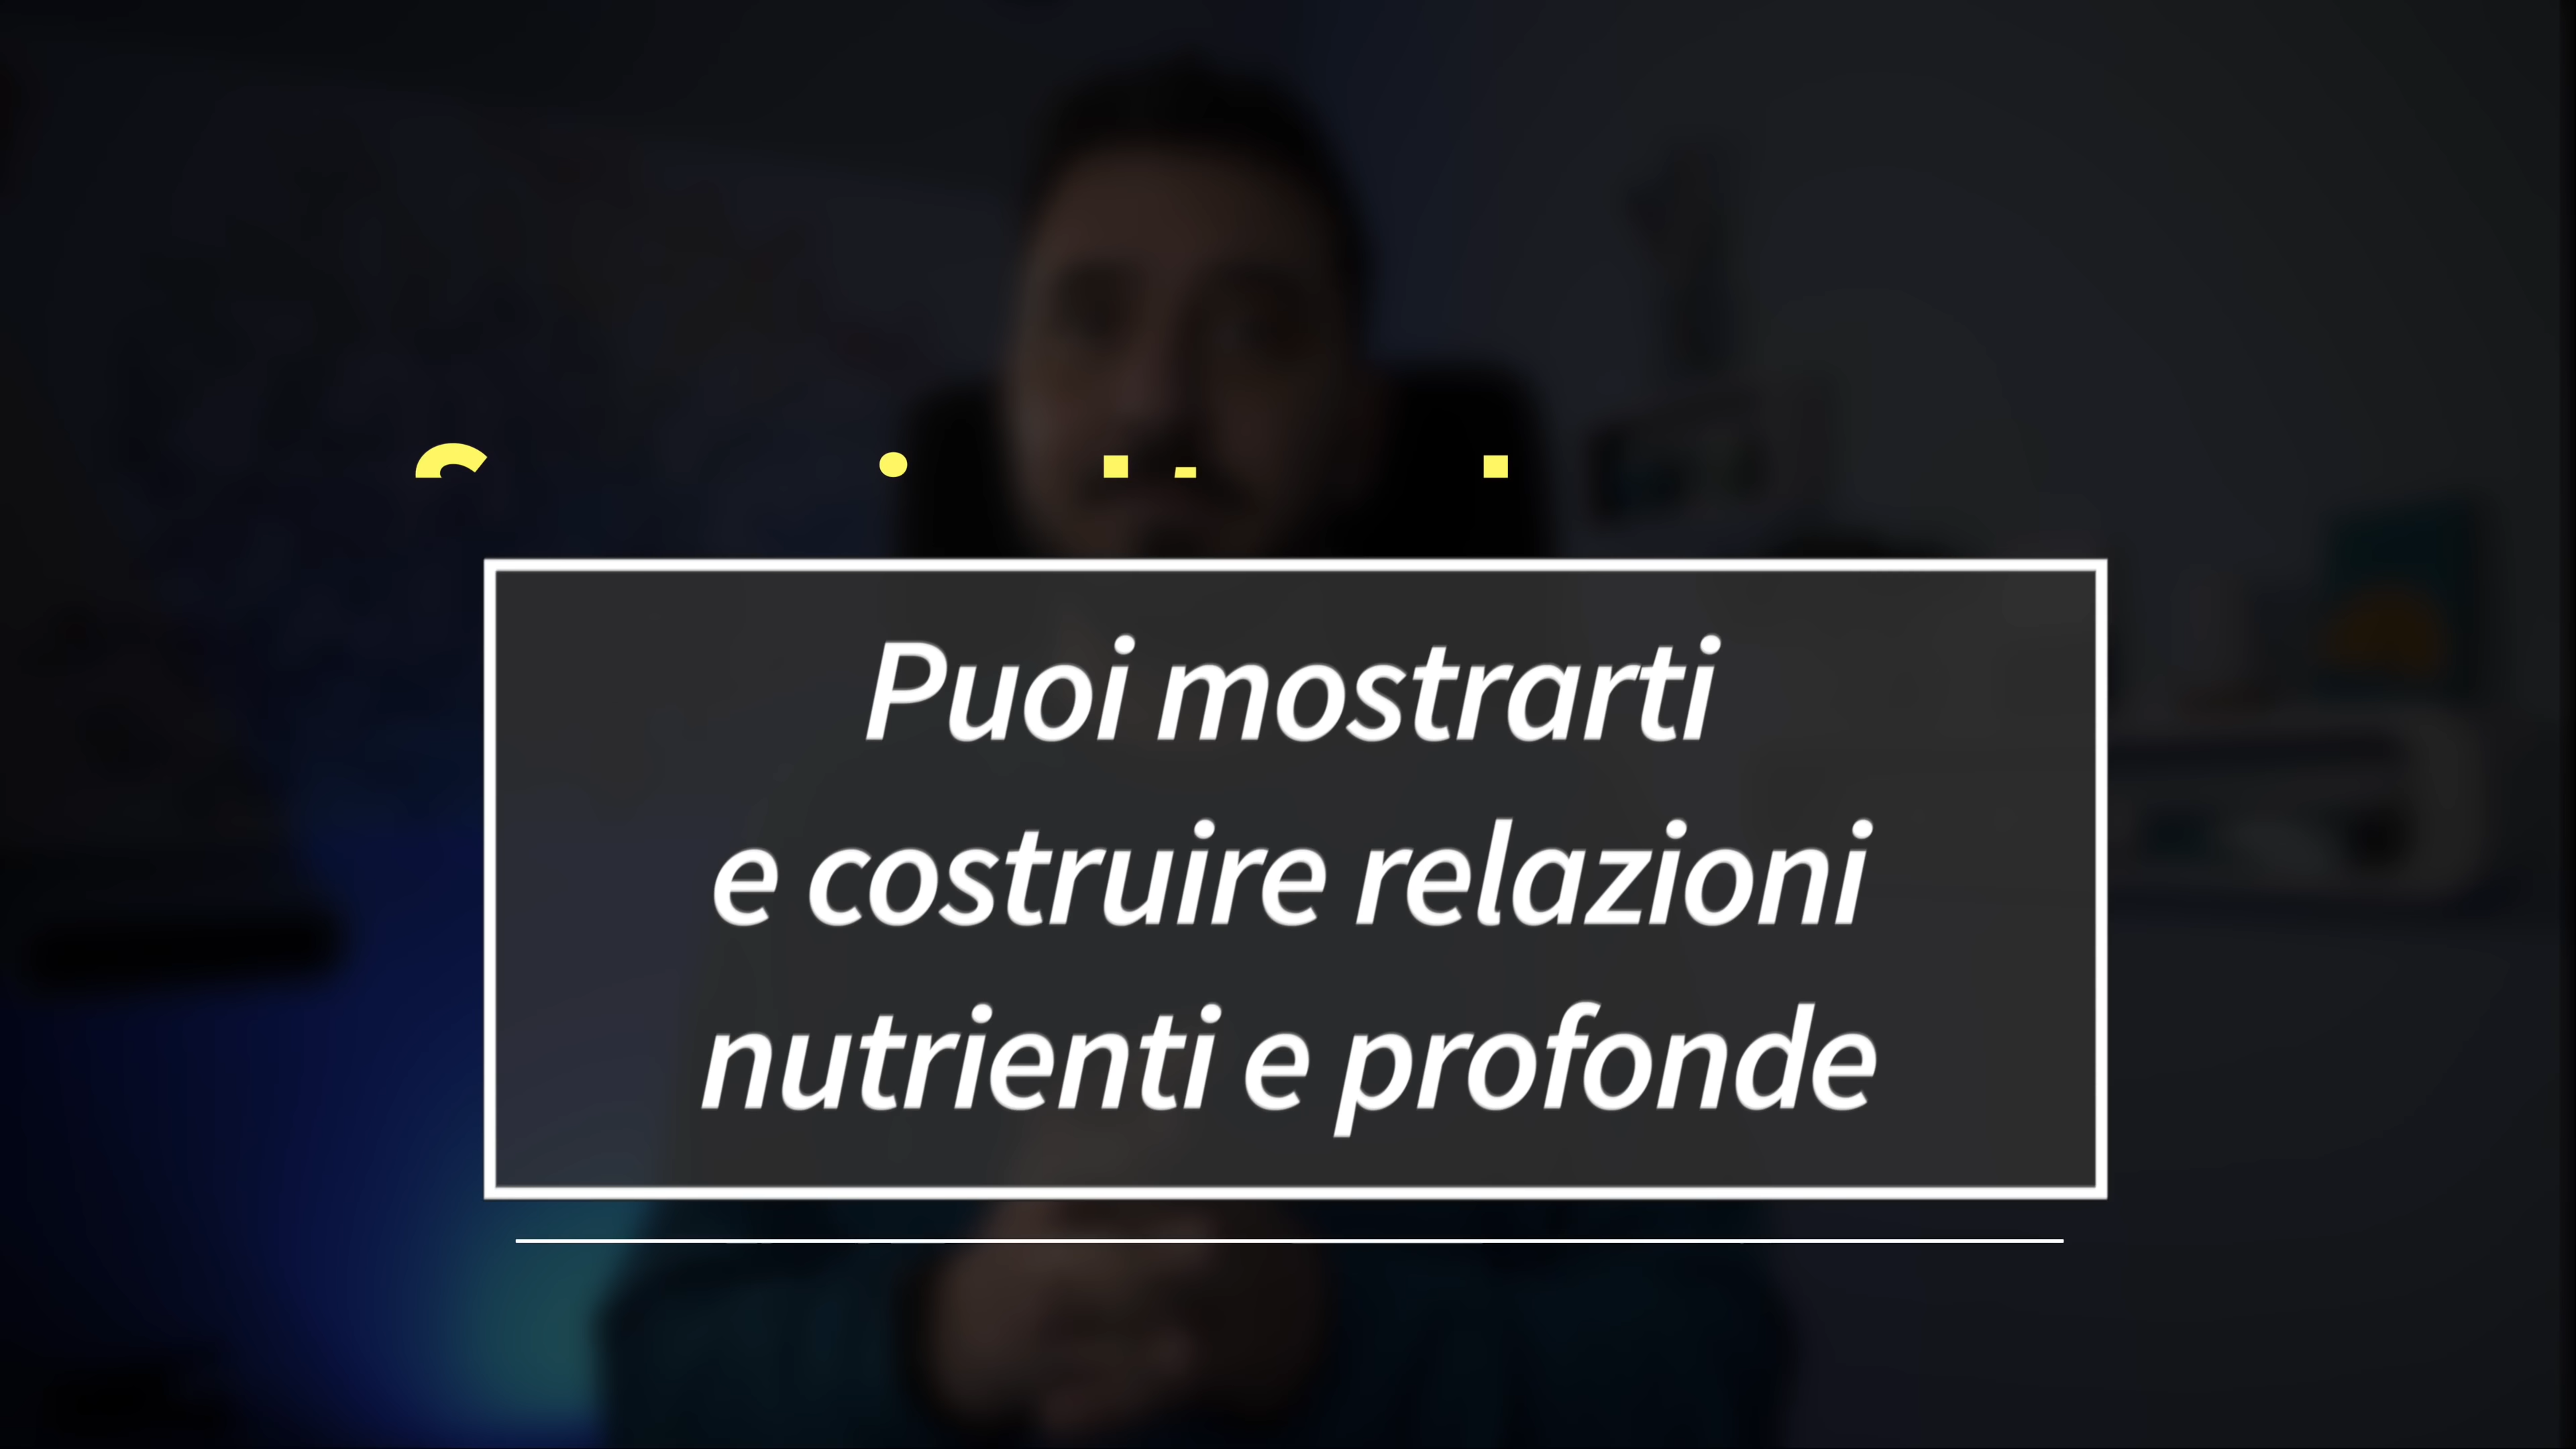 Puoi mostrarti
e costruire relazioni
nutrienti e profonde